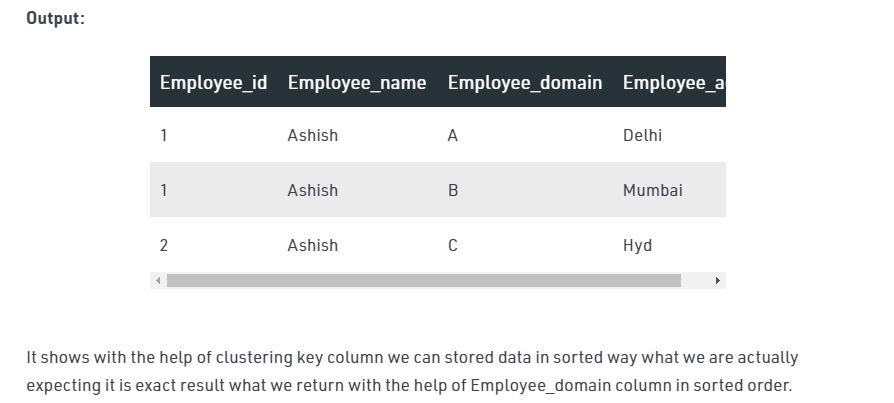 Output:
Employee_id Employee_name Employee_domain Employee_a
1 Ashish A Delhi
1 Ashish B Mumbai
2 Ashish C Hyd
It shows with the help of clustering key column we can stored data in sorted way what we are actually
expecting it is exact result what we return with the help of Employee_domain column in sorted order.